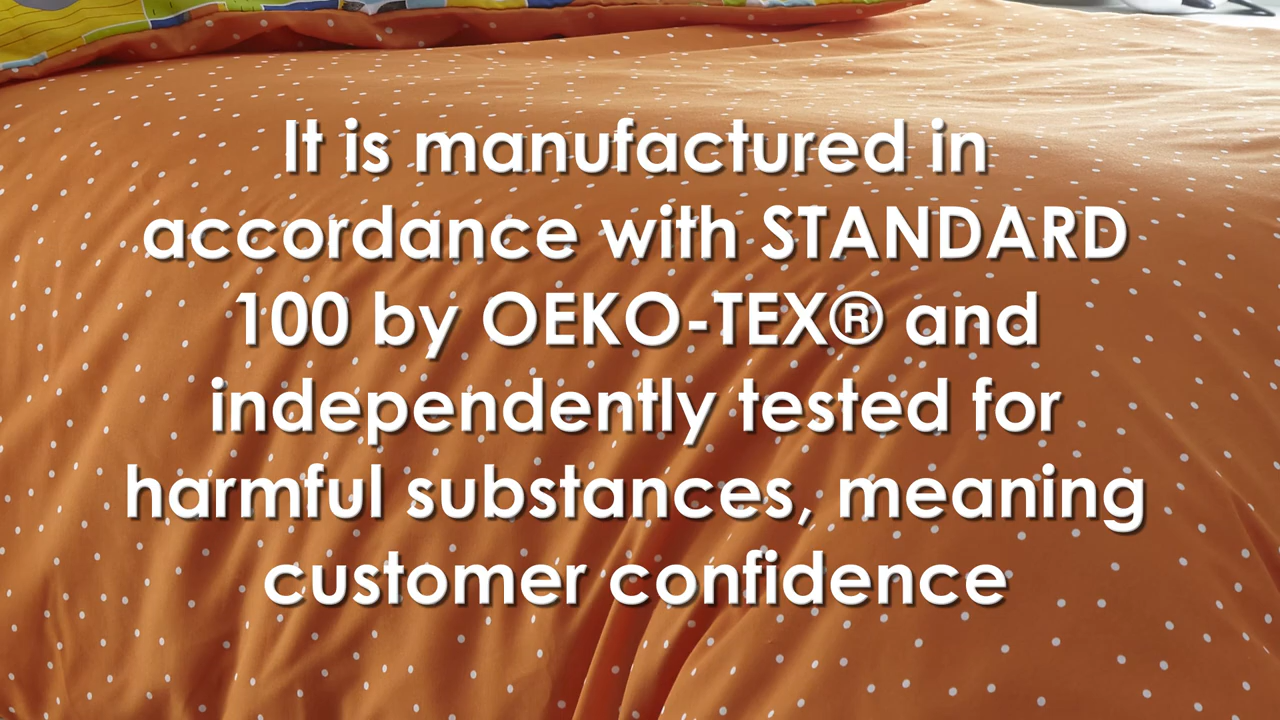 It is manufactured in
accordance with STANDARD
100 by OEKO-TEX® and
independently tested for
harmful substances, meaning
customer confidence